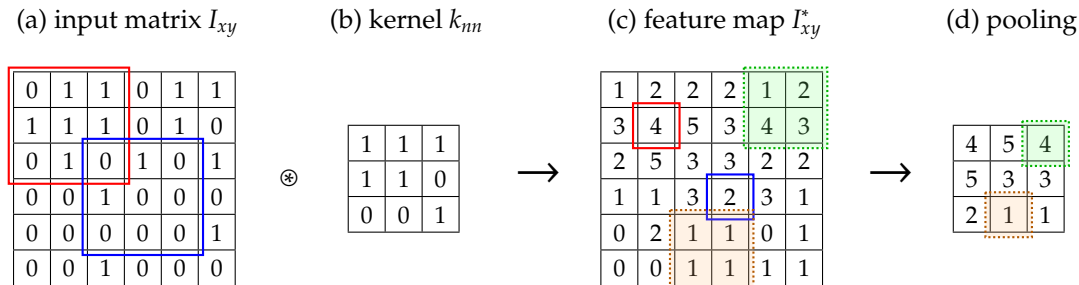 (a) input matrix I_xy (b) kernel k_nn (c) feature map I*_xy (d) pooling
0 1 1 0 1 1
1 1 1 0 1 0
0 1 0 1 0 1
0 0 1 0 0 0
0 0 0 0 0 1
0 0 1 0 0 0
⊛
1 1 1
1 1 0
0 0 1
→
1 2 2 2 1 2
3 4 5 3 4 3
2 5 3 3 2 2
1 1 3 2 3 1
0 2 1 1 0 1
0 0 1 1 1 1
→
4 5 4
5 3 3
2 1 1